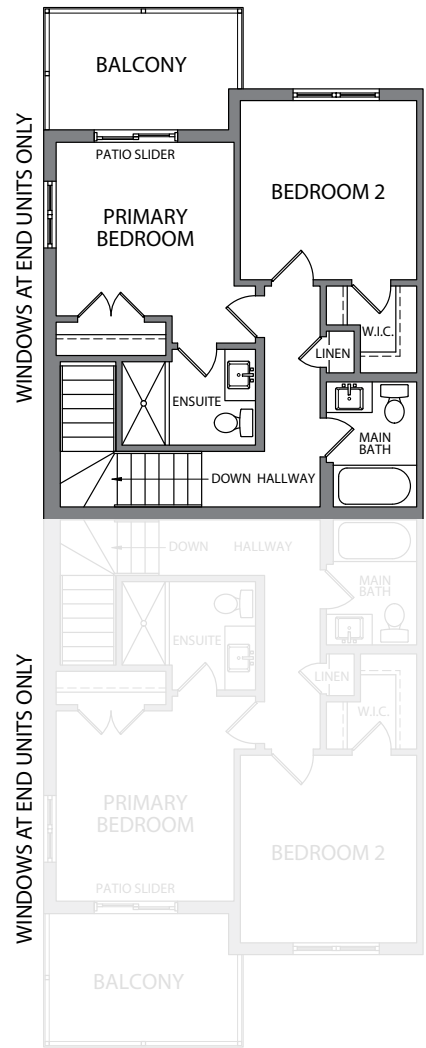 BALCONY
WINDOWS AT END UNITS ONLY
PATIO SLIDER
PRIMARY
BEDROOM
BEDROOM 2
W.I.C.
LINEN
ENSUITE
MAIN
BATH
DOWN HALLWAY
DOWN HALLWAY
MAIN
BATH
ENSUITE
LINEN
W.I.C.
WINDOWS AT END UNITS ONLY
PRIMARY
BEDROOM
BEDROOM 2
PATIO SLIDER
BALCONY